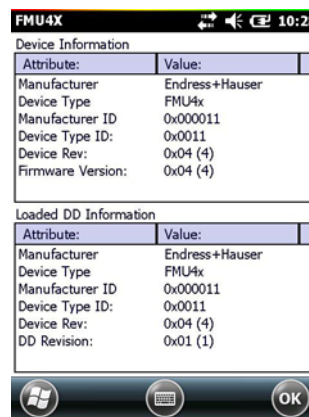 FMU4X 10:2
Device Information
Attribute: Value:
Manufacturer Endress+Hauser
Device Type FMU4x
Manufacturer ID 0x000011
Device Type ID: 0x0011
Device Rev: 0x04 (4)
Firmware Version: 0x04 (4)
Loaded DD Information
Attribute: Value:
Manufacturer Endress+Hauser
Device Type FMU4x
Manufacturer ID 0x000011
Device Type ID: 0x0011
Device Rev: 0x04 (4)
DD Revision: 0x01 (1)
OK